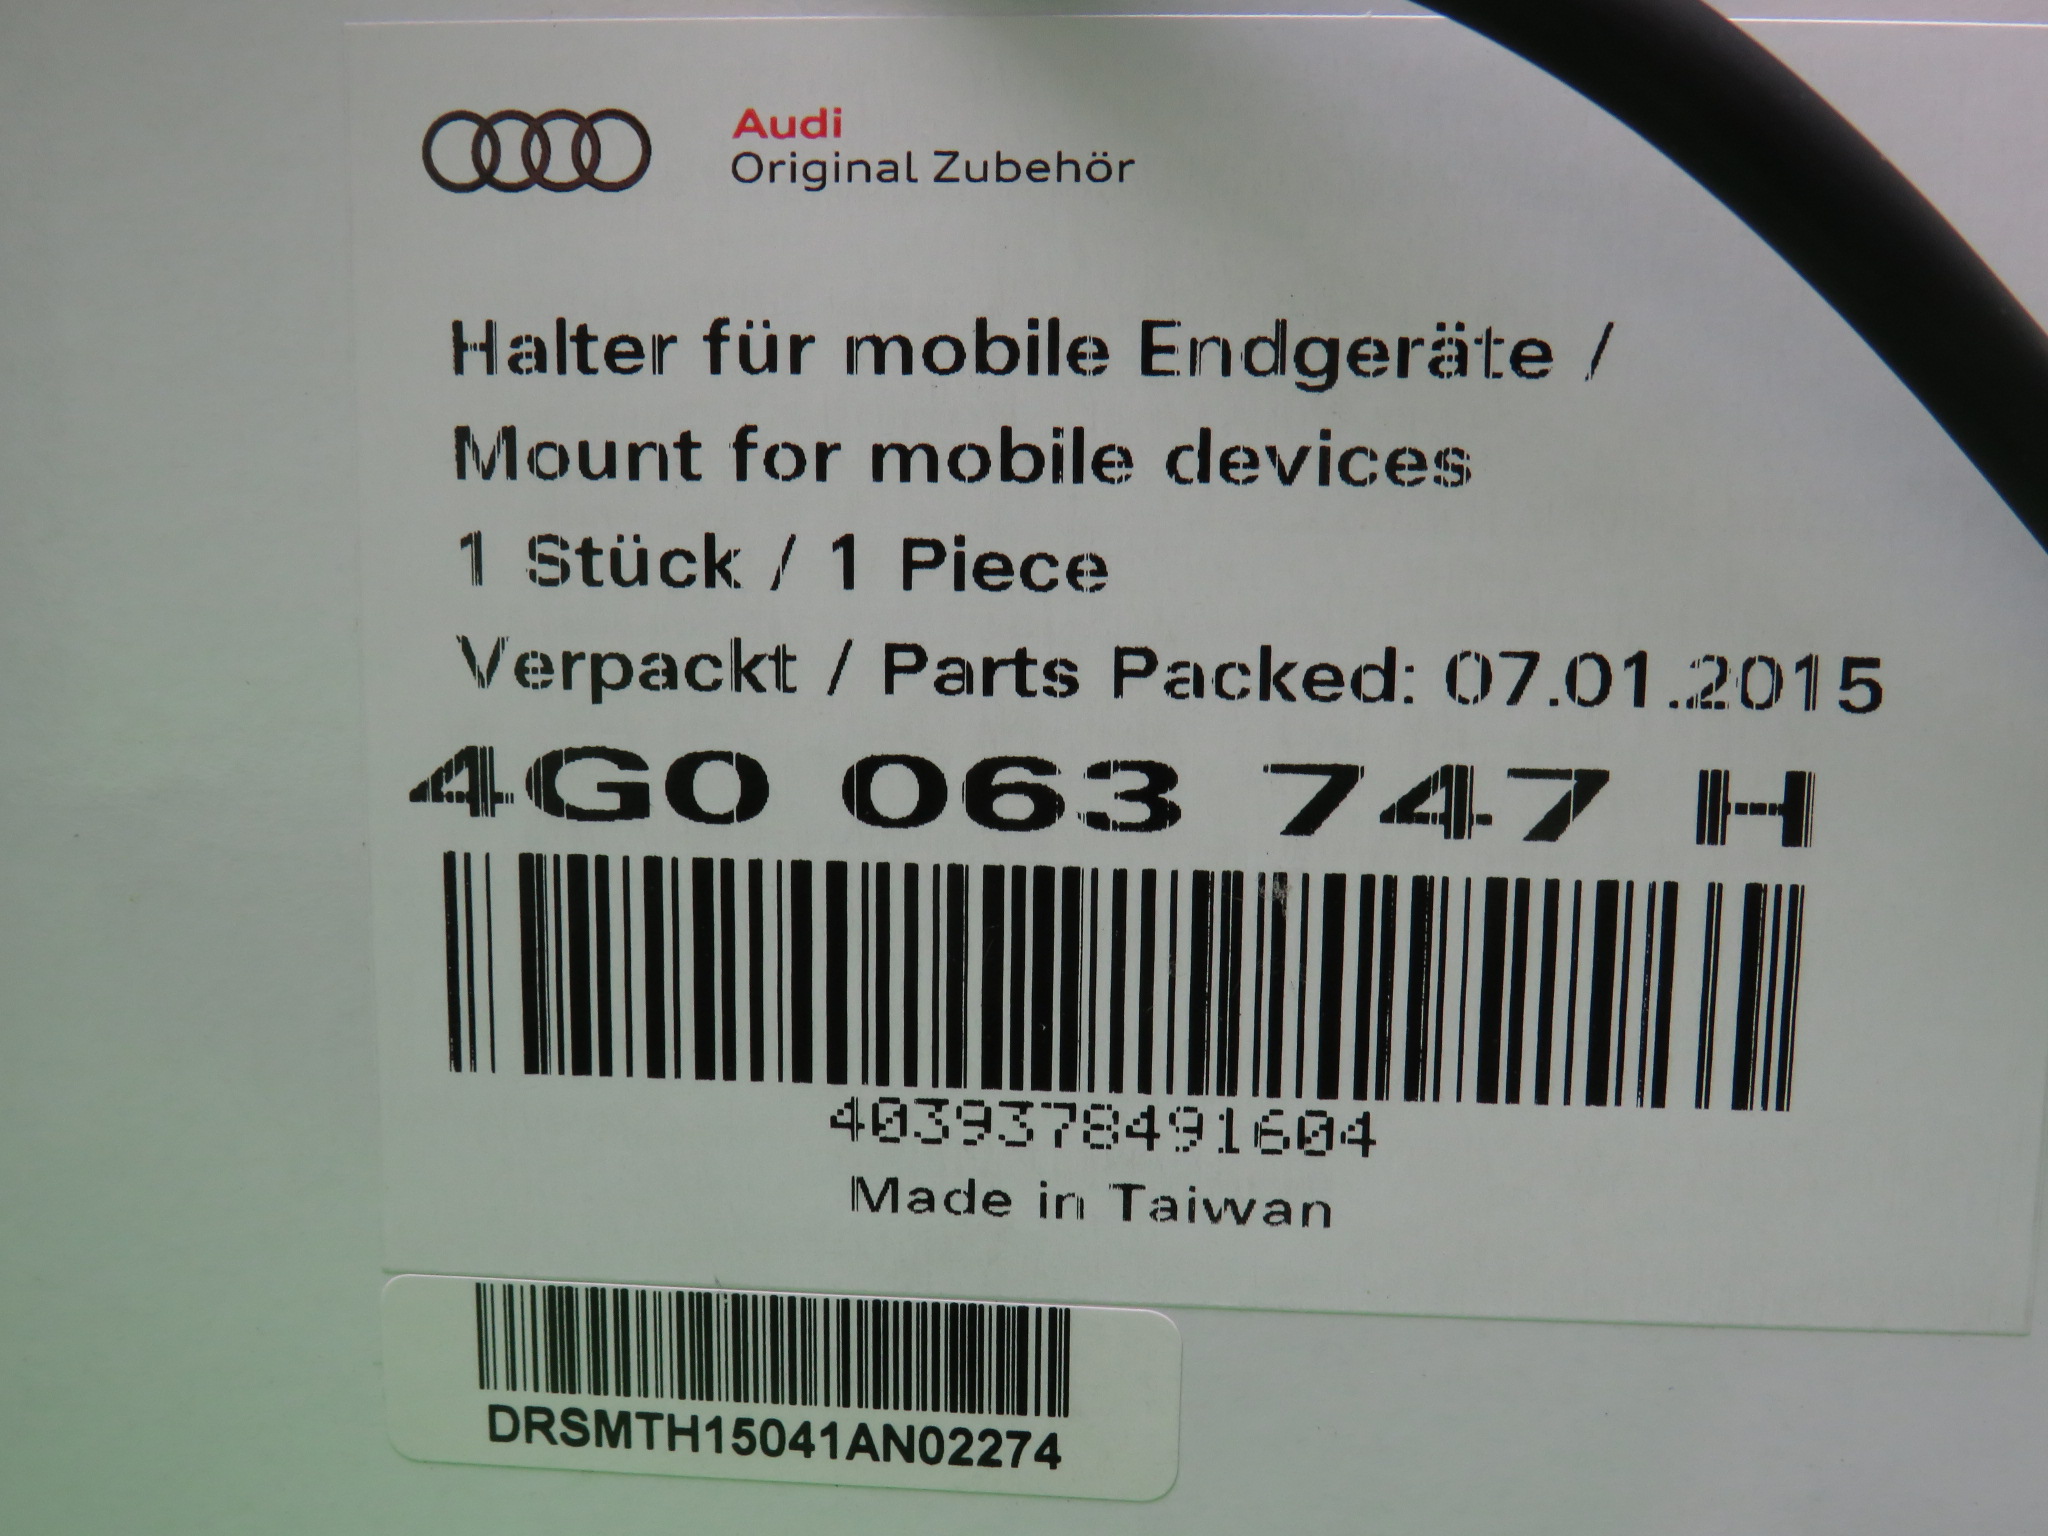 Audi
Original Zubehör
Halter für mobile Endgeräte /
Mount for mobile devices
1 Stück / 1 Piece
Verpackt / Parts Packed: 07.01.2015
4G0 063 747 H
4039378491604
Made in Taiwan
DRSMTH15041AN02274